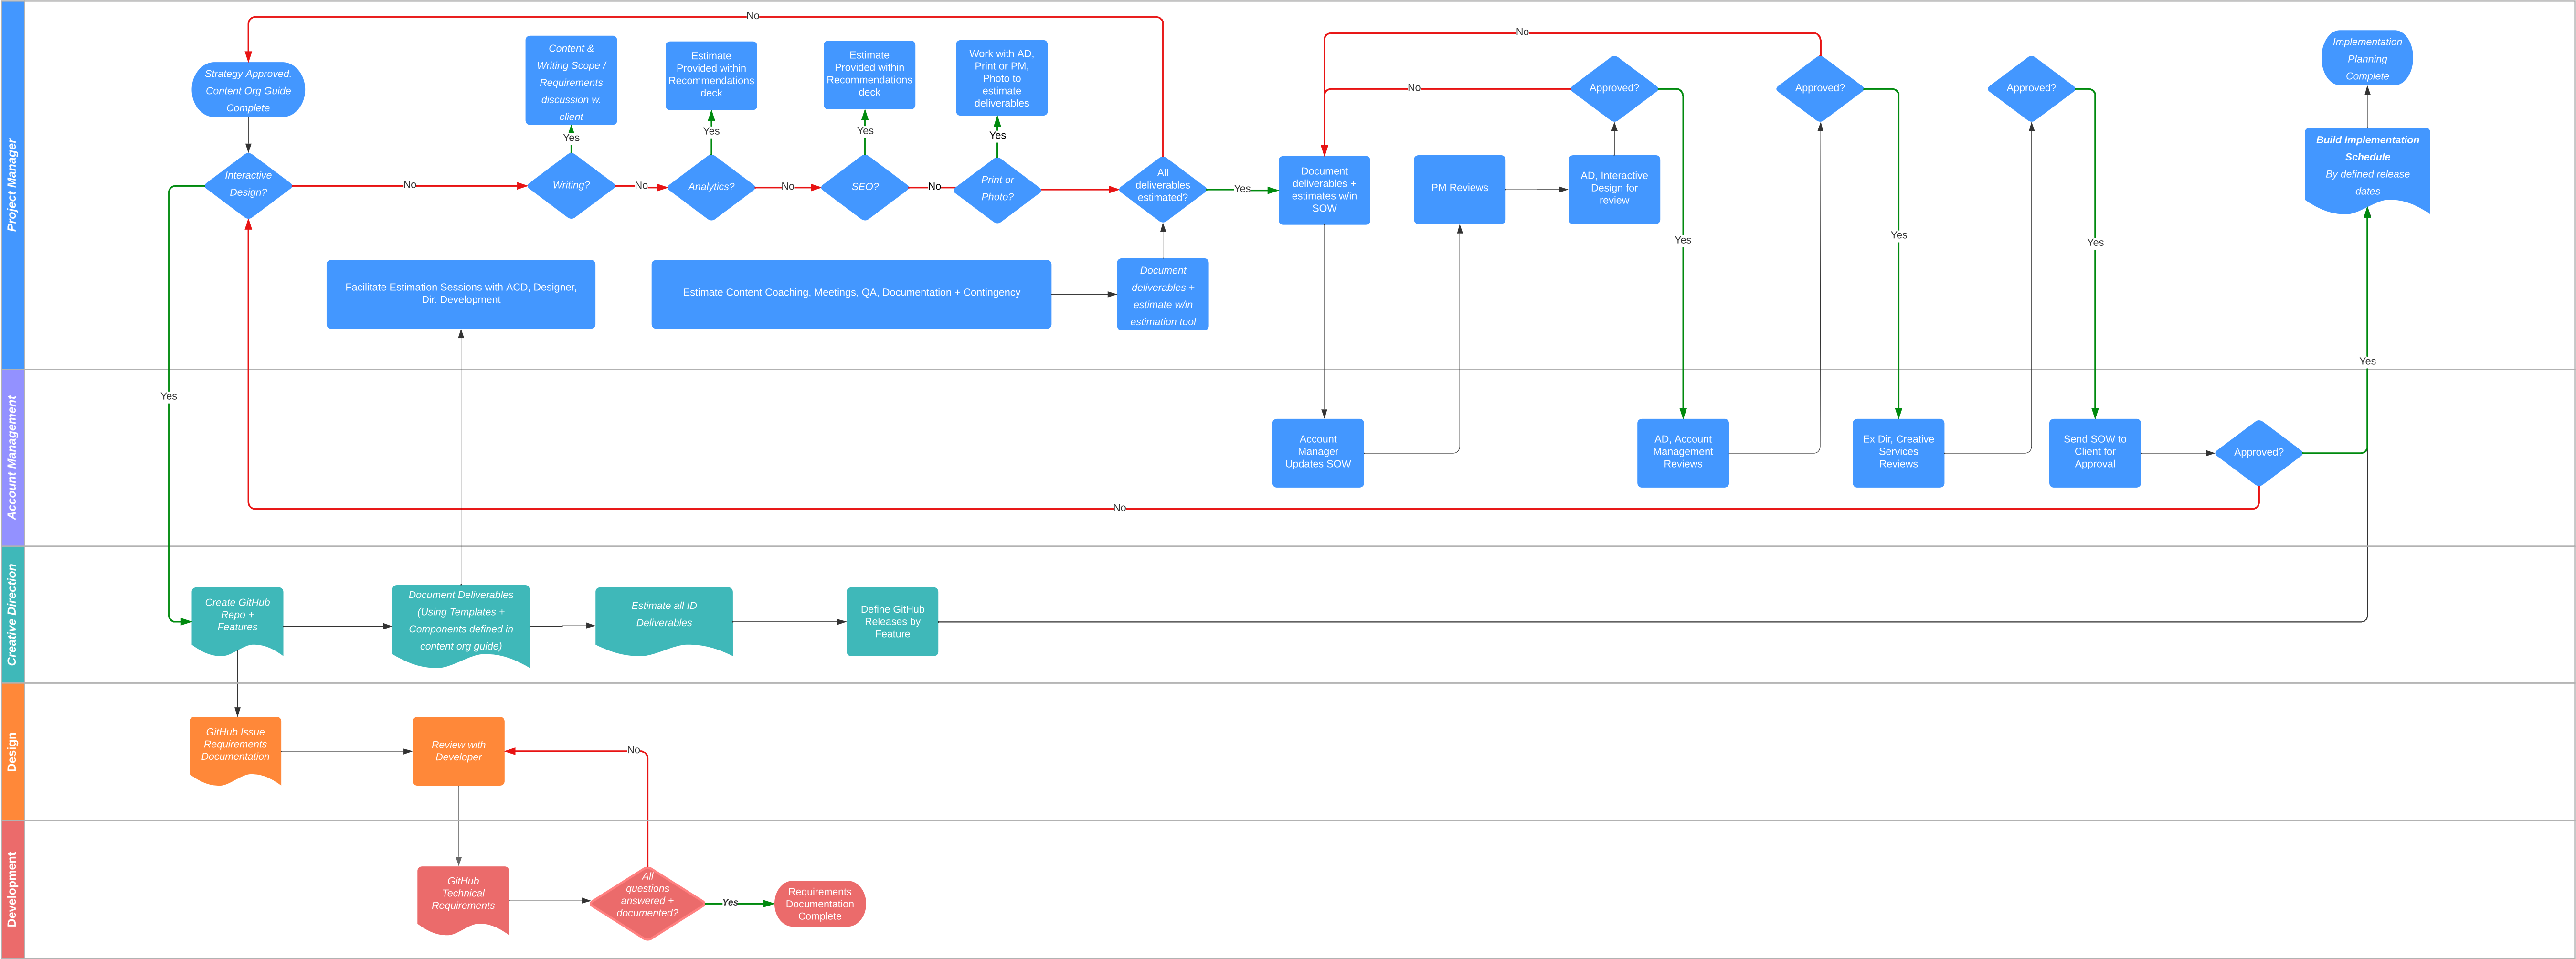 Project Manager
No
Strategy Approved.
Content Org Guide
Complete
Content &
Writing Scope /
Requirements
discussion w.
client
Estimate
Provided within
Recommendations
deck
Estimate
Provided within
Recommendations
deck
Work with AD,
Print or PM,
Photo to
estimate
deliverables
No
No
Approved?
Approved?
Approved?
Implementation
Planning
Complete
Yes
Yes
Yes
Yes
Interactive
Design?
No
Writing?
No
Analytics?
No
SEO?
No
Print or
Photo?
All
deliverables
estimated?
Yes
Document
deliverables +
estimates w/in
SOW
PM Reviews
AD, Interactive
Design for
review
Build Implementation
Schedule
By defined release
dates
Yes
Yes
Yes
Facilitate Estimation Sessions with ACD, Designer,
Dir. Development
Estimate Content Coaching, Meetings, QA, Documentation + Contingency
Document
deliverables +
estimate w/in
estimation tool
Yes
Account Management
Yes
Account
Manager
Updates SOW
AD, Account
Management
Reviews
Ex Dir, Creative
Services
Reviews
Send SOW to
Client for
Approval
Approved?
No
Creative Direction
Create GitHub
Repo +
Features
Document Deliverables
(Using Templates +
Components defined in
content org guide)
Estimate all ID
Deliverables
Define GitHub
Releases by
Feature
Design
GitHub Issue
Requirements
Documentation
Review with
Developer
No
Development
GitHub
Technical
Requirements
All
questions
answered +
documented?
Yes
Requirements
Documentation
Complete